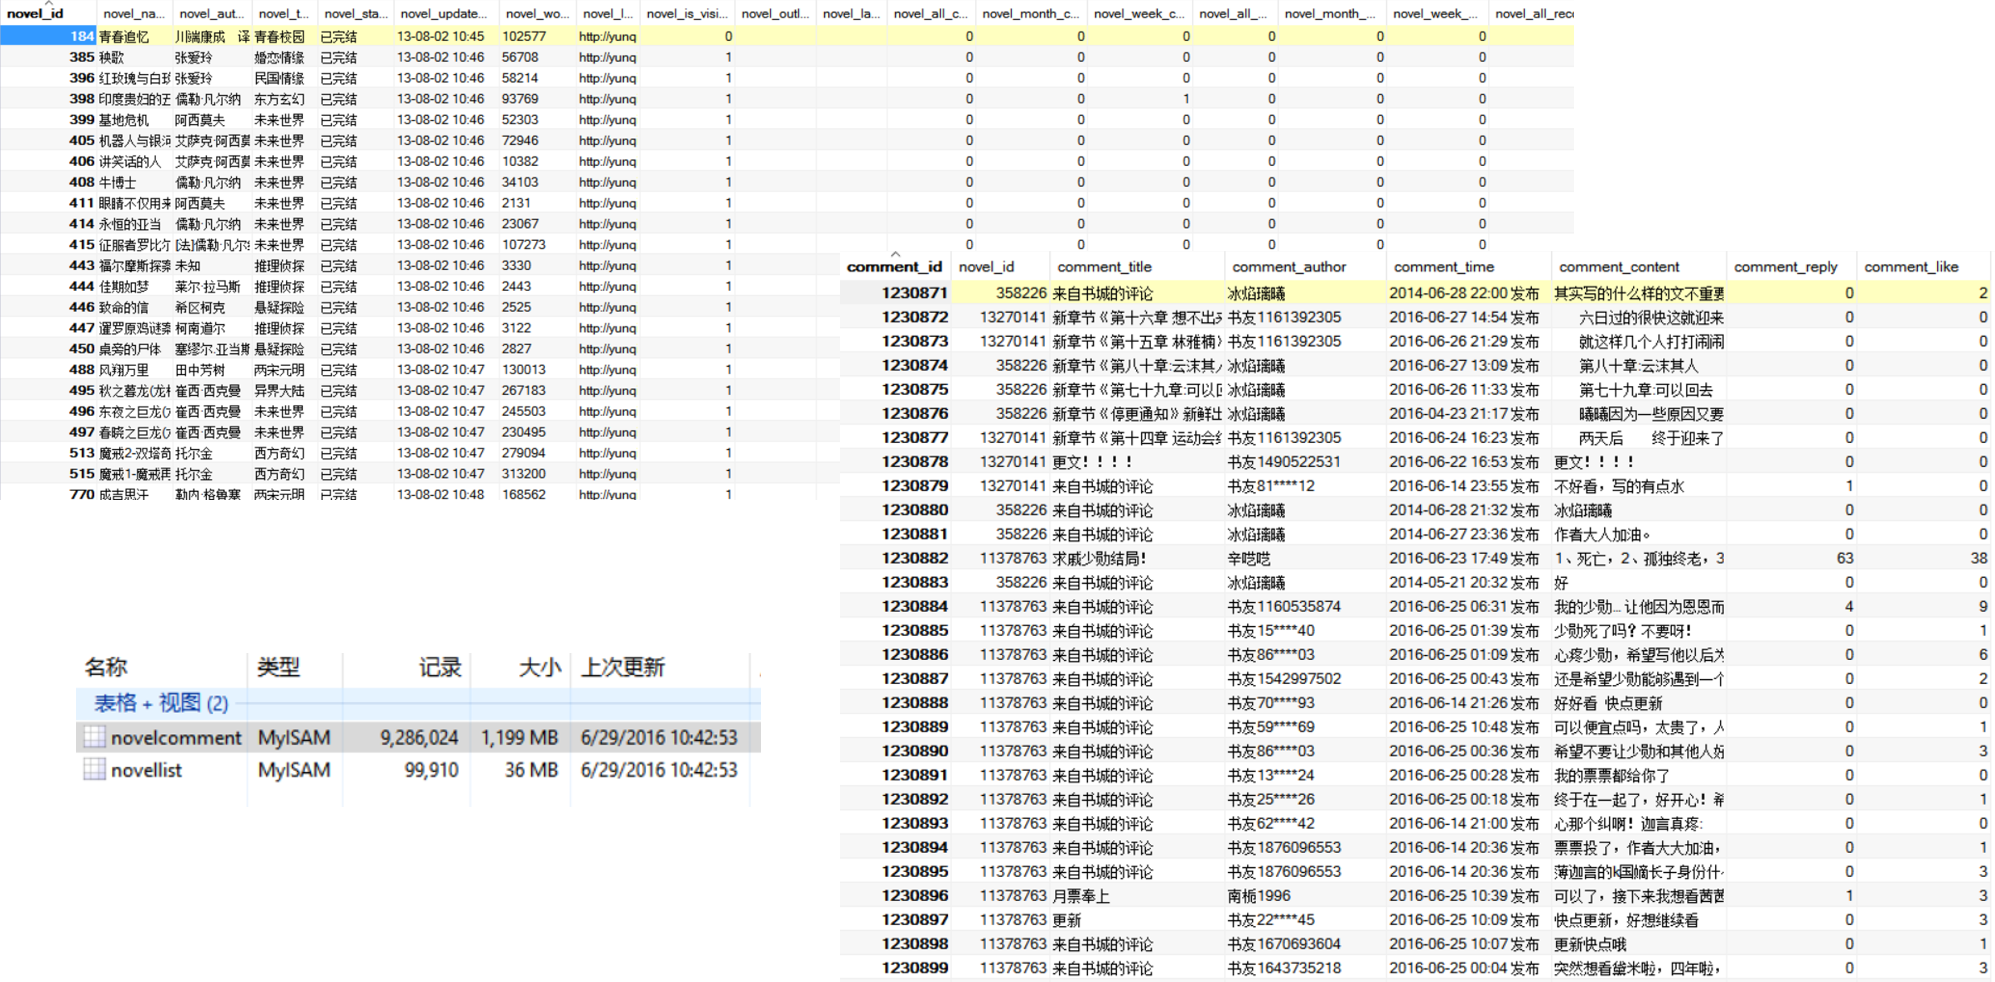 novel_id novel_na... novel_aut... novel_t... novel_sta... novel_update... novel_wo... novel_l... novel_is_visi... novel_outl... novel_la... novel_all_c... novel_month_c... novel_week_c... novel_all_... novel_month_... novel_week_... novel_all_reco
184 青春追忆 川端康成 译 青春校园 已完结 13-08-02 10:45 102577 http://yunq 0 0 0 0 0 0 0
385 秧歌 张爱玲 婚恋情缘 已完结 13-08-02 10:46 56708 http://yunq 1 0 0 0 0 0 0
396 红玫瑰与白玫 张爱玲 民国情缘 已完结 13-08-02 10:46 58214 http://yunq 1 0 0 0 0 0 0
398 印度贵妇的五 儒勒·凡尔纳 东方玄幻 已完结 13-08-02 10:46 93769 http://yunq 1 0 0 1 0 0 0
399 基地危机 阿西莫夫 未来世界 已完结 13-08-02 10:46 52303 http://yunq 1 0 0 0 0 0 0
405 机器人与银河 艾萨克·阿西莫 未来世界 已完结 13-08-02 10:46 72946 http://yunq 1 0 0 0 0 0 0
406 讲笑话的人 艾萨克·阿西莫 未来世界 已完结 13-08-02 10:46 10382 http://yunq 1 0 0 0 0 0 0
408 牛博士 儒勒·凡尔纳 未来世界 已完结 13-08-02 10:46 34103 http://yunq 1 0 0 0 0 0 0
411 眼睛不仅用来 阿西莫夫 未来世界 已完结 13-08-02 10:46 2131 http://yunq 1 0 0 0 0 0 0
414 永恒的亚当 儒勒·凡尔纳 未来世界 已完结 13-08-02 10:46 23067 http://yunq 1 0 0 0 0 0 0
415 征服者罗比尔 [法]儒勒·凡尔纳 未来世界 已完结 13-08-02 10:46 107273 http://yunq 1 0 0 0 0 0 0
443 福尔摩斯探案 未知 推理侦探 已完结 13-08-02 10:46 3330 http://yunq 1
444 佳期如梦 莱尔·拉马斯 推理侦探 已完结 13-08-02 10:46 2443 http://yunq 1
446 致命的信 希区柯克 悬疑探险 已完结 13-08-02 10:46 2525 http://yunq 1
447 暹罗原鸡谜案 柯南道尔 推理侦探 已完结 13-08-02 10:46 3122 http://yunq 1
450 桌旁的尸体 塞缪尔·亚当斯 悬疑探险 已完结 13-08-02 10:46 2827 http://yunq 1
488 风翔万里 田中芳树 两宋元明 已完结 13-08-02 10:47 130013 http://yunq 1
495 秋之暮龙(龙枪 崔西·西克曼 异界大陆 已完结 13-08-02 10:47 267183 http://yunq 1
496 冬夜之巨龙( 崔西·西克曼 未来世界 已完结 13-08-02 10:47 245503 http://yunq 1
497 春晓之巨龙( 崔西·西克曼 未来世界 已完结 13-08-02 10:47 230495 http://yunq 1
513 魔戒2-双塔奇 托尔金 西方奇幻 已完结 13-08-02 10:47 279094 http://yunq 1
515 魔戒1-魔戒再 托尔金 西方奇幻 已完结 13-08-02 10:47 313200 http://yunq 1
770 成吉思汗 勒内·格鲁塞 两宋元明 已完结 13-08-02 10:48 168562 http://yunq 1
comment_id novel_id comment_title comment_author comment_time comment_content comment_reply comment_like
1230871 358226 来自书城的评论 冰焰璃曦 2014-06-28 22:00 发布 其实写的什么样的文不重要 0 2
1230872 13270141 新章节《第十六章 想不出来 书友1161392305 2016-06-27 14:54 发布 六日过的很快这就迎来 0 0
1230873 13270141 新章节《第十五章 林雅楠》 书友1161392305 2016-06-26 21:29 发布 就这样几个人打打闹闹 0 0
1230874 358226 新章节《第八十章:云沫其人 冰焰璃曦 2016-06-27 13:09 发布 第八十章:云沫其人 0 0
1230875 358226 新章节《第七十九章:可以回 冰焰璃曦 2016-06-26 11:33 发布 第七十九章:可以回去 0 0
1230876 358226 新章节《停更通知》新鲜出 冰焰璃曦 2016-04-23 21:17 发布 曦曦因为一些原因又要 0 0
1230877 13270141 新章节《第十四章 运动会结 书友1161392305 2016-06-24 16:23 发布 两天后 终于迎来了 0 0
1230878 13270141 更文！！！！ 书友1490522531 2016-06-22 16:53 发布 更文！！！！ 0 0
1230879 13270141 来自书城的评论 书友81****12 2016-06-14 23:55 发布 不好看，写的有点水 1 0
1230880 358226 来自书城的评论 冰焰璃曦 2014-06-28 21:32 发布 冰焰璃曦 0 0
1230881 358226 来自书城的评论 冰焰璃曦 2014-06-27 23:36 发布 作者大人加油。 0 0
1230882 11378763 求戚少勋结局！ 辛呓呓 2016-06-23 17:49 发布 1、死亡，2、孤独终老，3 63 38
1230883 358226 来自书城的评论 冰焰璃曦 2014-05-21 20:32 发布 好 0 0
1230884 11378763 来自书城的评论 书友1160535874 2016-06-25 06:31 发布 我的少勋... 让他因为恩恩而 4 9
1230885 11378763 来自书城的评论 书友15****40 2016-06-25 01:39 发布 少勋死了吗？不要呀！ 0 1
1230886 11378763 来自书城的评论 书友86****03 2016-06-25 01:09 发布 心疼少勋，希望写他以后为 0 6
1230887 11378763 来自书城的评论 书友1542997502 2016-06-25 00:43 发布 还是希望少勋能够遇到一个 0 2
1230888 11378763 来自书城的评论 书友70****93 2016-06-14 21:26 发布 好好看 快点更新 0 0
1230889 11378763 来自书城的评论 书友59****69 2016-06-25 10:48 发布 可以便宜点吗，太贵了，人 0 1
1230890 11378763 来自书城的评论 书友86****03 2016-06-25 00:36 发布 希望不要让少勋和其他人好 0 3
1230891 11378763 来自书城的评论 书友13****24 2016-06-25 00:28 发布 我的票票都给你了 0 0
1230892 11378763 来自书城的评论 书友25****26 2016-06-25 00:18 发布 终于在一起了，好开心！希 0 1
1230893 11378763 来自书城的评论 书友62****42 2016-06-14 21:00 发布 心那个纠啊！迦言真疼: 0 0
1230894 11378763 来自书城的评论 书友1876096553 2016-06-14 20:36 发布 票票投了，作者大大加油， 0 1
1230895 11378763 来自书城的评论 书友1876096553 2016-06-14 20:36 发布 薄迦言的k国嫡长子身份什么 0 3
1230896 11378763 月票奉上 南栀1996 2016-06-25 10:39 发布 可以了，接下来我想看茜茜 1 3
1230897 11378763 更新 书友22****45 2016-06-25 10:09 发布 快点更新，好想继续看 0 3
1230898 11378763 来自书城的评论 书友1670693604 2016-06-25 10:07 发布 更新快点哦 0 1
1230899 11378763 来自书城的评论 书友1643735218 2016-06-25 00:04 发布 突然想看黛米啦，四年啦， 0 3
名称 类型 记录 大小 上次更新
表格 + 视图 (2)
novelcomment MyISAM 9,286,024 1,199 MB 6/29/2016 10:42:53
novellist MyISAM 99,910 36 MB 6/29/2016 10:42:53